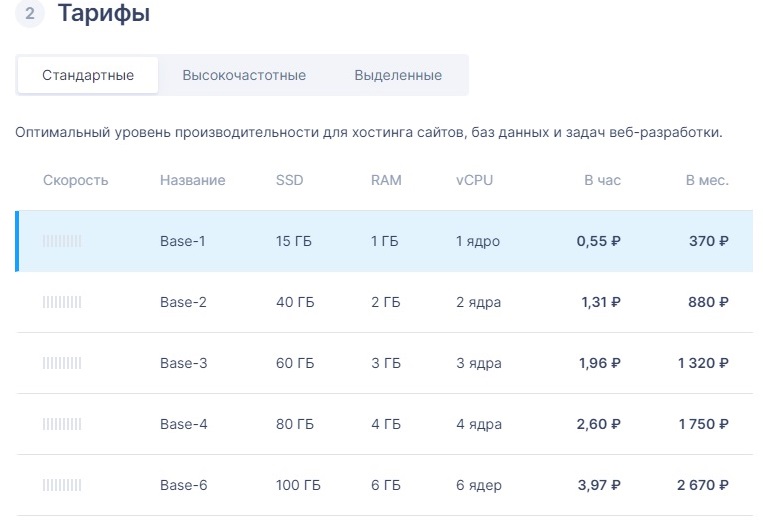 2 Тарифы
Стандартные Высокочастотные Выделенные
Оптимальный уровень производительности для хостинга сайтов, баз данных и задач веб-разработки.
Скорость Название SSD RAM vCPU В час В мес.
Base-1 15 ГБ 1 ГБ 1 ядро 0,55 ₽ 370 ₽
Base-2 40 ГБ 2 ГБ 2 ядра 1,31 ₽ 880 ₽
Base-3 60 ГБ 3 ГБ 3 ядра 1,96 ₽ 1 320 ₽
Base-4 80 ГБ 4 ГБ 4 ядра 2,60 ₽ 1 750 ₽
Base-6 100 ГБ 6 ГБ 6 ядер 3,97 ₽ 2 670 ₽